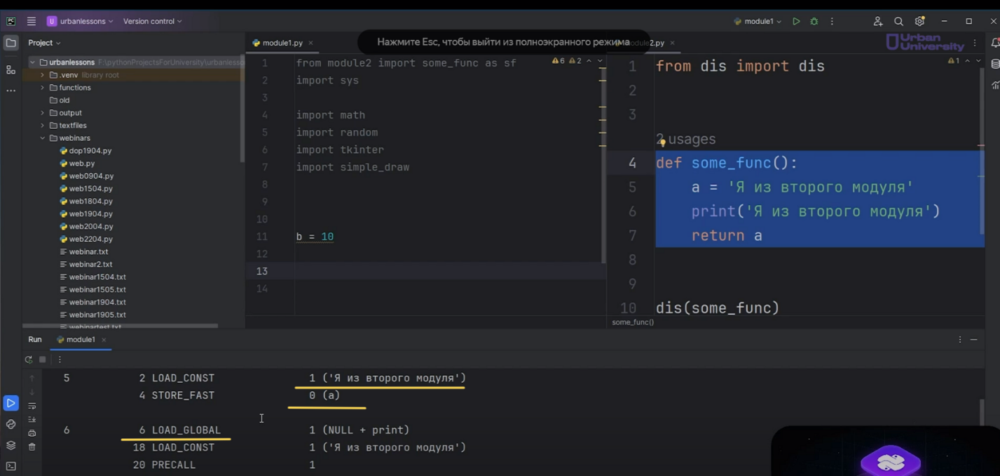 PC
U urbanlessons
Version control
module1
Project
module1.py
Нажмите Esc, чтобы выйти из полноэкранного режима
2.py
Urban
University
urbanlessons F:\pythonProjectsForUniversity\urbanlesso
.venv library root
functions
old
output
textfiles
webinars
dop1904.py
web.py
web0904.py
web1504.py
web1804.py
web1904.py
web2004.py
web2204.py
webinar.txt
webinar2.txt
webinar1504.txt
webinar1505.txt
webinar1904.txt
webinar1905.txt
webinartest.txt
6 2
1 from module2 import some_func as sf
2 import sys
3
4 import math
5 import random
6 import tkinter
7 import simple_draw
8
9
10
11 b = 10
12
13
14
1
1 from dis import dis
2
3
2 usages
4 def some_func():
5 a = 'Я из второго модуля'
6 print('Я из второго модуля')
7 return a
8
9
10 dis(some_func)
some_func()
Run module1
5 2 LOAD_CONST 1 ('Я из второго модуля')
4 STORE_FAST 0 (a)
6 6 LOAD_GLOBAL 1 (NULL + print)
18 LOAD_CONST 1 ('Я из второго модуля')
20 PRECALL 1